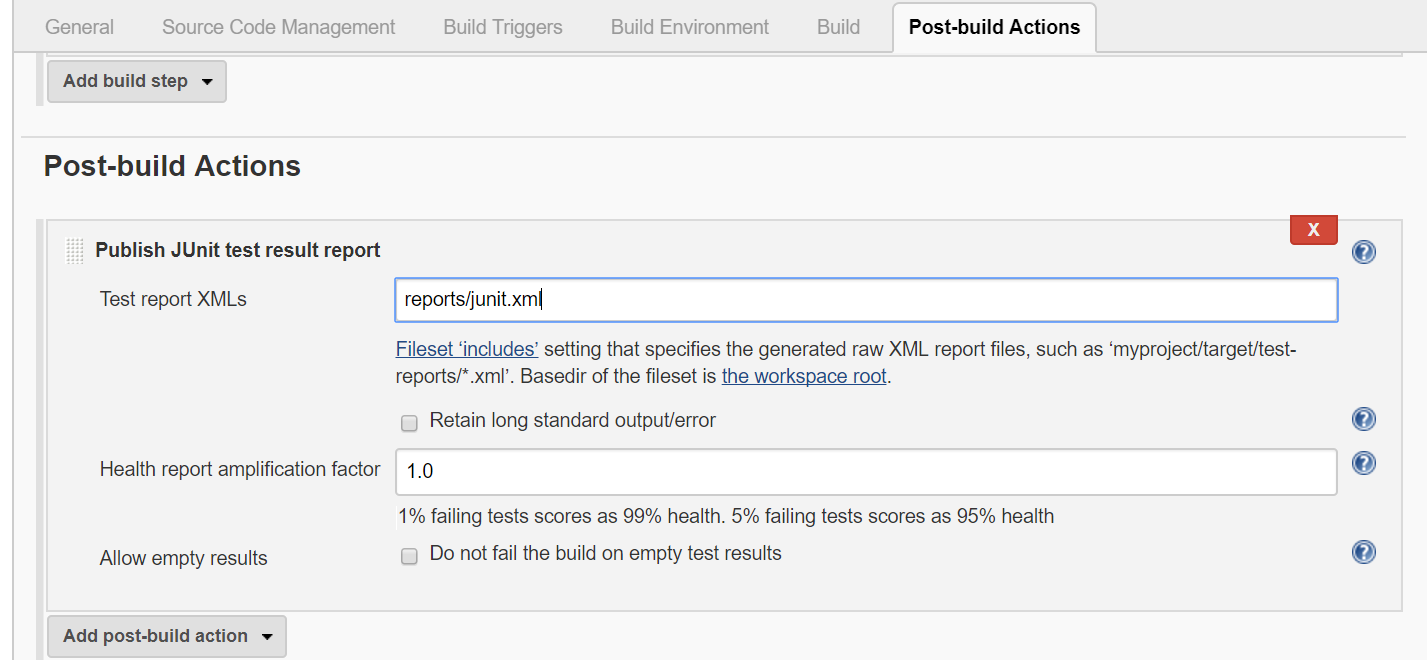 General Source Code Management Build Triggers Build Environment Build Post-build Actions
Add build step
Post-build Actions
X
Publish JUnit test result report
?
Test report XMLs reports/junit.xml
Fileset ‘includes’ setting that specifies the generated raw XML report files, such as ‘myproject/target/test-
reports/*.xml’. Basedir of the fileset is the workspace root.
Retain long standard output/error ?
Health report amplification factor 1.0 ?
1% failing tests scores as 99% health. 5% failing tests scores as 95% health
Allow empty results Do not fail the build on empty test results ?
Add post-build action